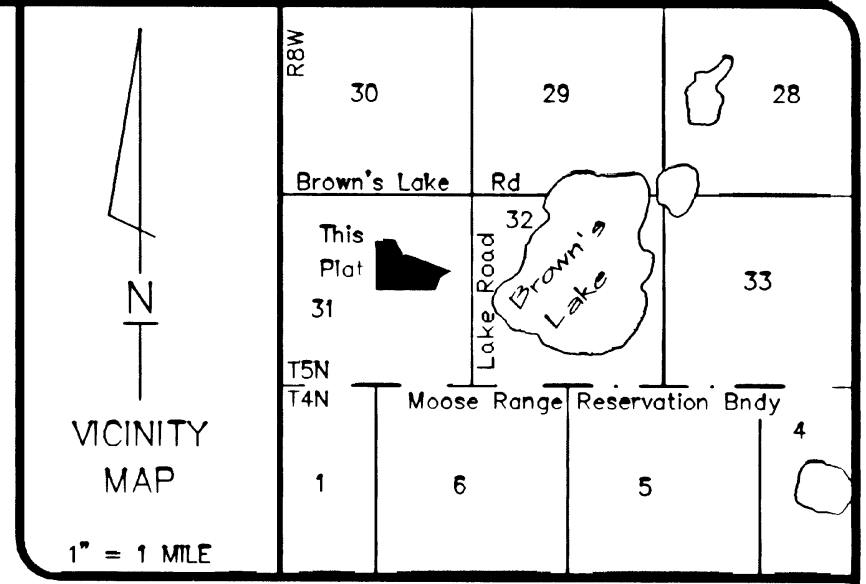 R8W
30
29
28
Brown's Lake Rd
This
Plat
32
Brown's
Lake
Lake Road
31
33
N
T5N
T4N
Moose Range Reservation Bndy
VICINITY
MAP
1
6
5
4
1" = 1 MILE